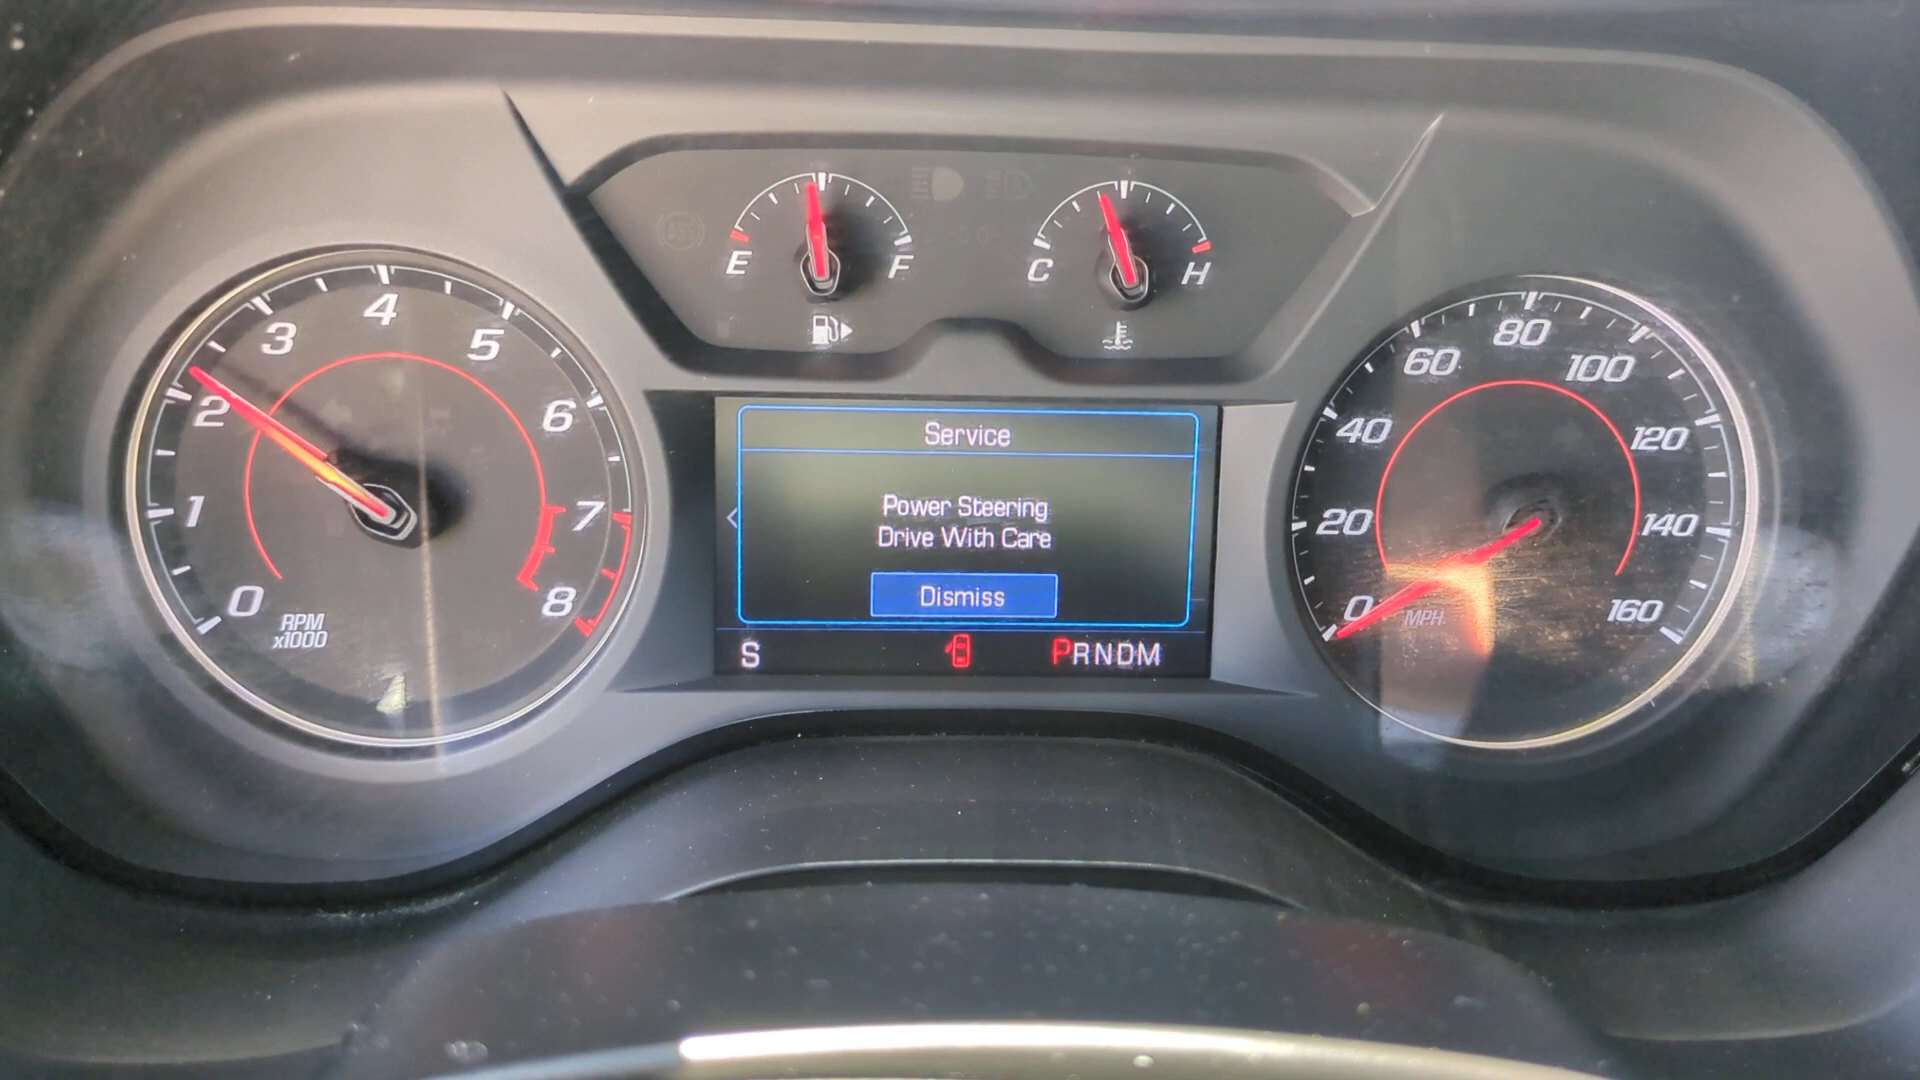 E F
C H
0 1 2 3 4 5 6 7 8
RPM
x1000
Service
Power Steering
Drive With Care
Dismiss
S PRNDM
0 20 40 60 80 100 120 140 160
MPH
ABS